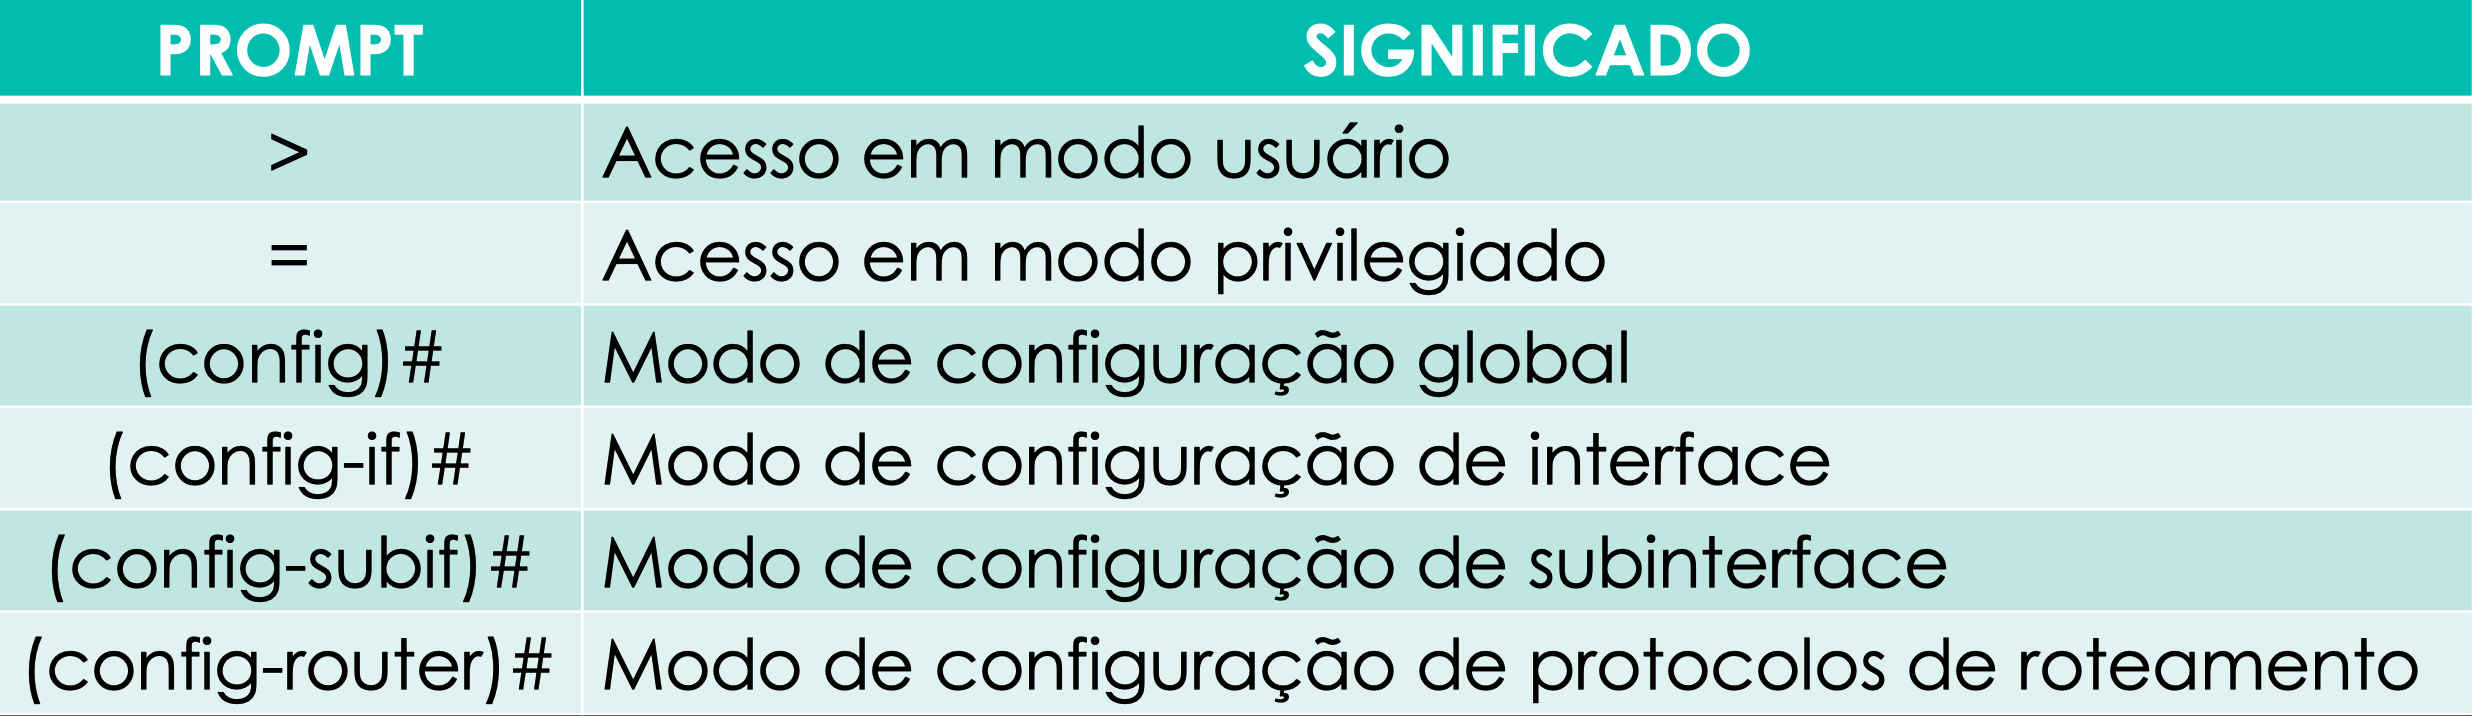 PROMPT SIGNIFICADO
> Acesso em modo usuário
= Acesso em modo privilegiado
(config)# Modo de configuração global
(config-if)# Modo de configuração de interface
(config-subif)# Modo de configuração de subinterface
(config-router)# Modo de configuração de protocolos de roteamento